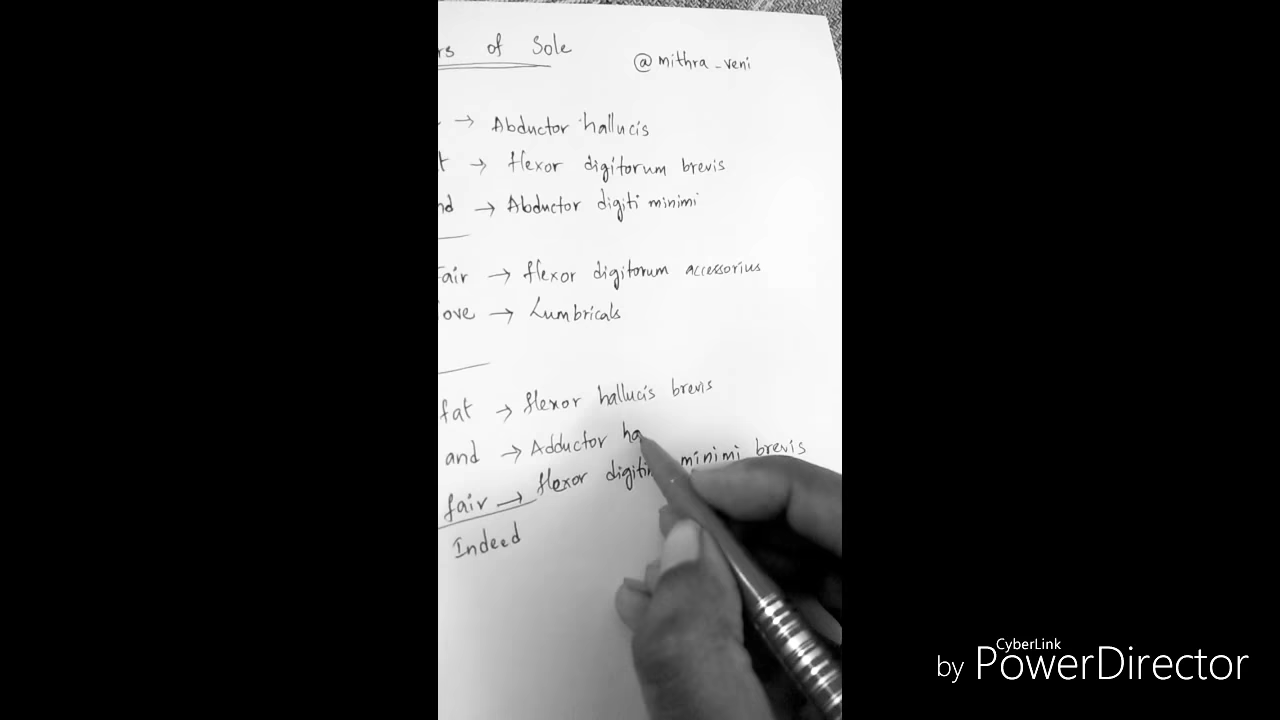 rs of Sole
@mithra_veni
→ Abductor hallucis
t → flexor digitorum brevis
nd → Abductor digiti minimi
Fair → flexor digitorum accessorius
ove → Lumbricals
fat → flexor hallucis brevis
and → Adductor ha
fair → flexor digiti minimi brevis
Indeed
by CyberLink PowerDirector